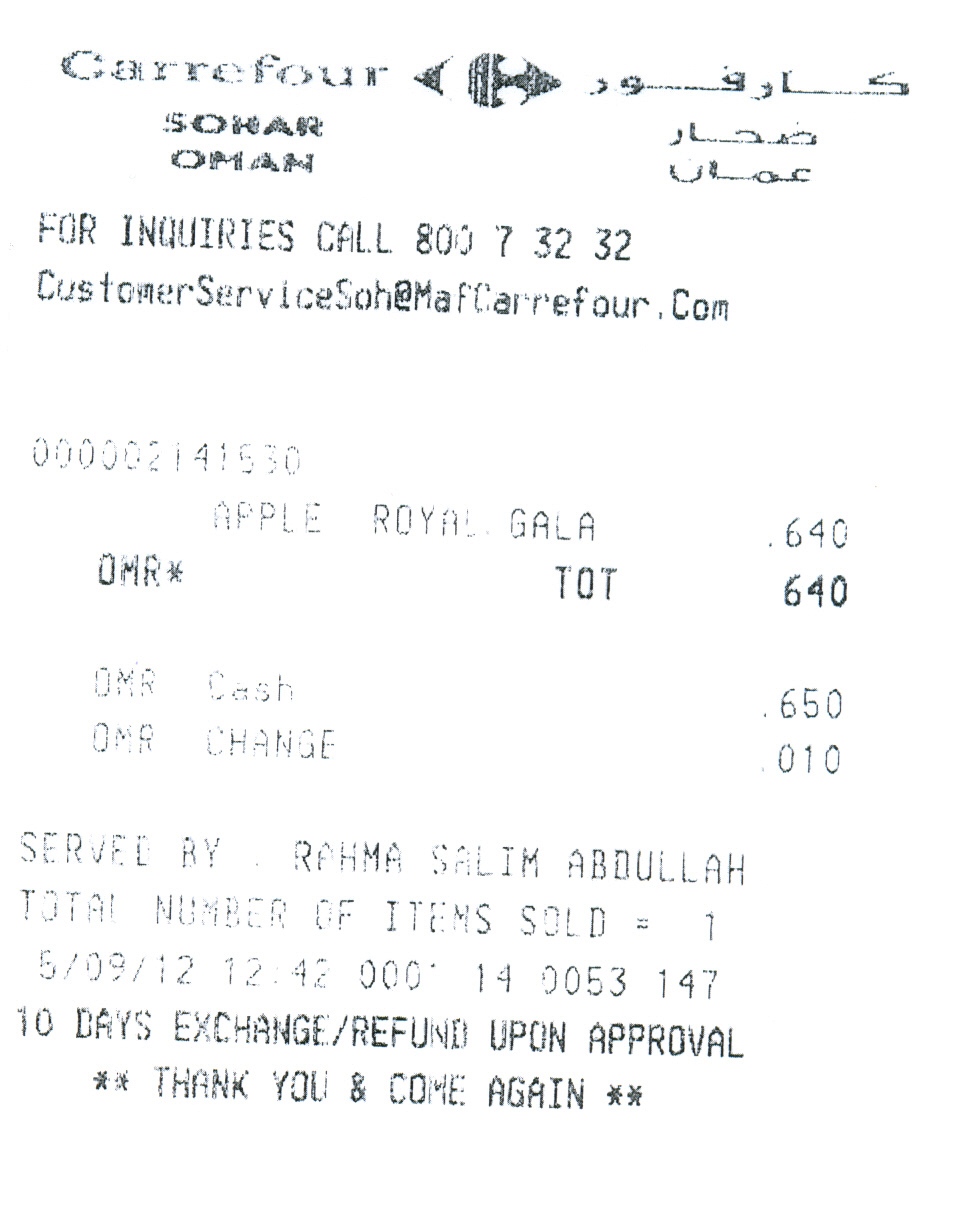 Carrefour كارفور
SOHAR صحار
OMAN عمان
FOR INQUIRIES CALL 800 7 32 32
CustomerServiceSoh@MafCarrefour.Com
000002141530
APPLE ROYAL GALA .640
OMR* TOT 640
OMR Cash .650
OMR CHANGE .010
SERVED BY : RAHMA SALIM ABDULLAH
TOTAL NUMBER OF ITEMS SOLD = 1
5/09/12 12:42 0001 14 0053 147
10 DAYS EXCHANGE/REFUND UPON APPROVAL
** THANK YOU & COME AGAIN **